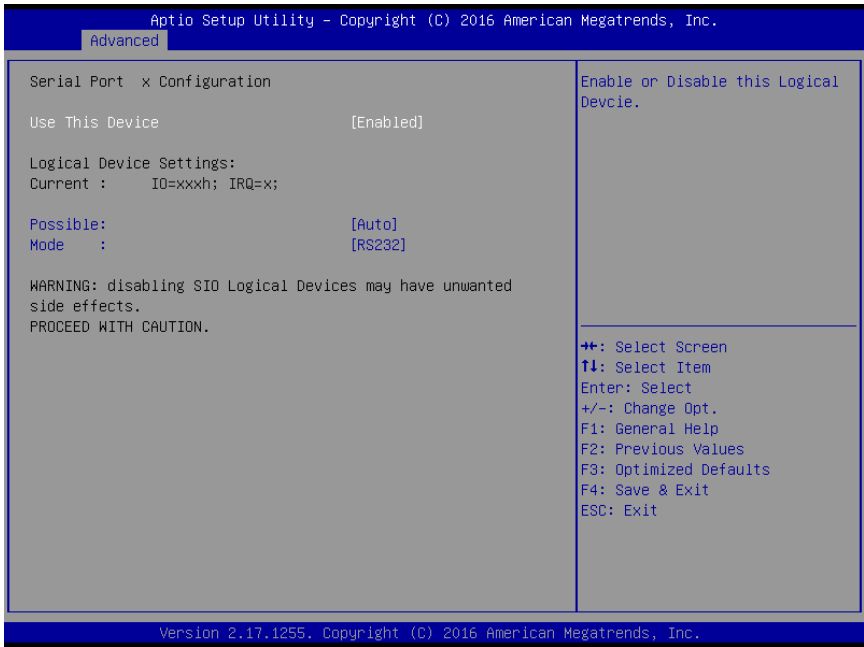 Aptio Setup Utility – Copyright (C) 2016 American Megatrends, Inc.
Advanced
Serial Port x Configuration
Use This Device [Enabled]
Logical Device Settings:
Current : IO=xxxh; IRQ=x;
Possible: [Auto]
Mode : [RS232]
WARNING: disabling SIO Logical Devices may have unwanted
side effects.
PROCEED WITH CAUTION.
Enable or Disable this Logical
Devcie.
→←: Select Screen
↑↓: Select Item
Enter: Select
+/-: Change Opt.
F1: General Help
F2: Previous Values
F3: Optimized Defaults
F4: Save & Exit
ESC: Exit
Version 2.17.1255. Copyright (C) 2016 American Megatrends, Inc.